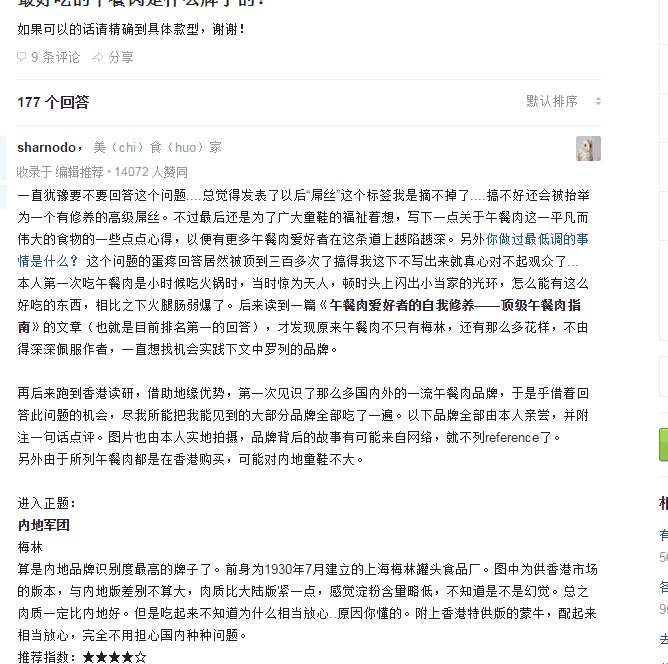 最好吃的午餐肉是什么牌子的？
如果可以的话请精确到具体款型，谢谢！
9 条评论 分享
177 个回答 默认排序
sharnodo，美（chi）食（huo）家
收录于 编辑推荐 • 14072 人赞同
一直犹豫要不要回答这个问题....总觉得发表了以后“屌丝”这个标签我是摘不掉了....搞不好还会被抬举
为一个有修养的高级屌丝。不过最后还是为了广大童鞋的福祉着想，写下一点关于午餐肉这一平凡而
伟大的食物的一些点点心得，以便有更多午餐肉爱好者在这条道上越陷越深。另外你做过最低调的事
情是什么？ 这个问题的蛋疼回答居然被顶到三百多次了搞得我这下不写出来就真心对不起观众了...
本人第一次吃午餐肉是小时候吃火锅时，当时惊为天人，顿时头上闪出小当家的光环，怎么能有这么
好吃的东西，相比之下火腿肠弱爆了。后来读到一篇《午餐肉爱好者的自我修养——顶级午餐肉指
南》的文章（也就是目前排名第一的回答），才发现原来午餐肉不只有梅林，还有那么多花样，不由
得深深佩服作者，一直想找机会实践下文中罗列的品牌。
再后来跑到香港读研，借助地缘优势，第一次见识了那么多国内外的一流午餐肉品牌，于是乎借着回
答此问题的机会，尽我所能把我能见到的大部分品牌全部吃了一遍。以下品牌全部由本人亲尝，并附
注一句话点评。图片也由本人实地拍摄，品牌背后的故事有可能来自网络，就不列reference了。
另外由于所列午餐肉都是在香港购买，可能对内地童鞋不大。
进入正题：
内地军团
梅林
算是内地品牌识别度最高的牌子了。前身为1930年7月建立的上海梅林罐头食品厂。图中为供香港市场
的版本，与内地版差别不算大，肉质比大陆版紧一点，感觉淀粉含量略低，不知道是不是幻觉。总之
肉质一定比内地好。但是吃起来不知道为什么相当放心..原因你懂的。附上香港特供版的蒙牛，配起来
相当放心，完全不用担心国内种种问题。
推荐指数：★★★★☆